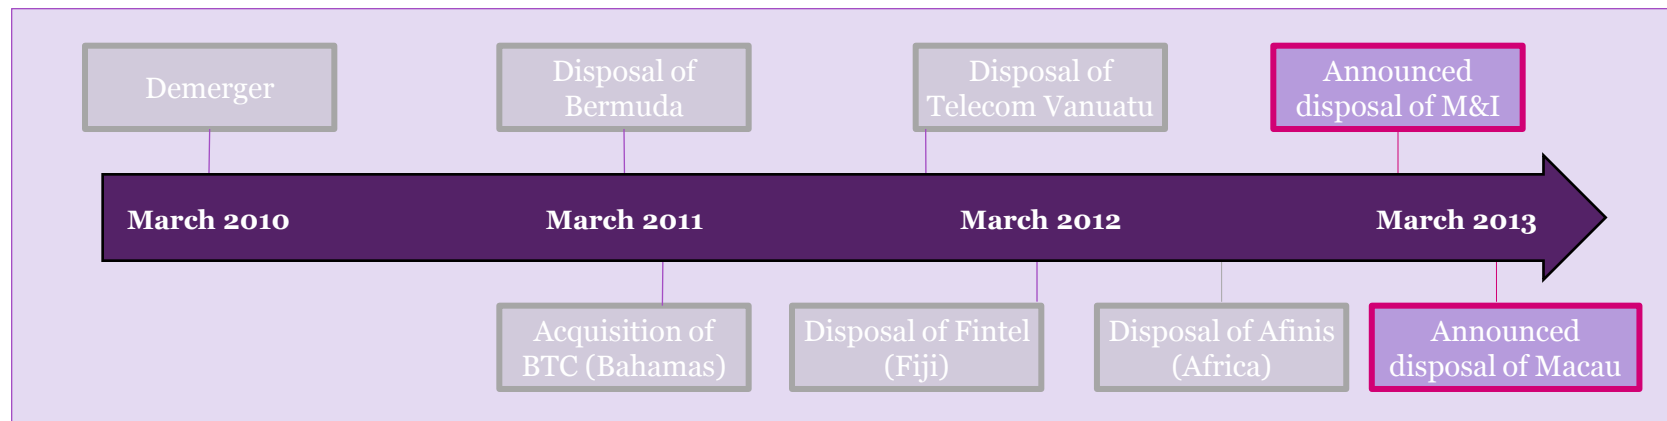 Demerger
Disposal of
Bermuda
Disposal of
Telecom Vanuatu
Announced
disposal of M&I
March 2010
March 2011
March 2012
March 2013
Acquisition of
BTC (Bahamas)
Disposal of Fintel
(Fiji)
Disposal of Afinis
(Africa)
Announced
disposal of Macau